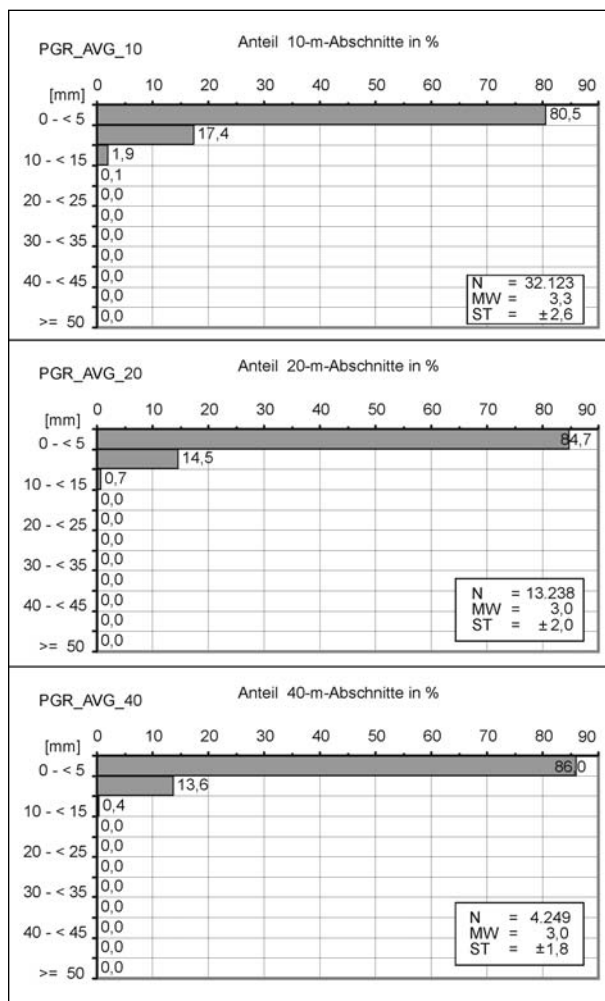 PGR_AVG_10 Anteil 10-m-Abschnitte in %
0 10 20 30 40 50 60 70 80 90
[mm]
0 - < 5 80,5
17,4
10 - < 15 1,9
0,1
20 - < 25 0,0
0,0
30 - < 35 0,0
0,0
40 - < 45 0,0
0,0
>= 50 0,0
N = 32.123
MW = 3,3
ST = ±2,6
PGR_AVG_20 Anteil 20-m-Abschnitte in %
0 10 20 30 40 50 60 70 80 90
[mm]
0 - < 5 84,7
14,5
10 - < 15 0,7
0,0
20 - < 25 0,0
0,0
30 - < 35 0,0
0,0
40 - < 45 0,0
0,0
>= 50 0,0
N = 13.238
MW = 3,0
ST = ±2,0
PGR_AVG_40 Anteil 40-m-Abschnitte in %
0 10 20 30 40 50 60 70 80 90
[mm]
0 - < 5 86,0
13,6
10 - < 15 0,4
0,0
20 - < 25 0,0
0,0
30 - < 35 0,0
0,0
40 - < 45 0,0
0,0
>= 50 0,0
N = 4.249
MW = 3,0
ST = ±1,8